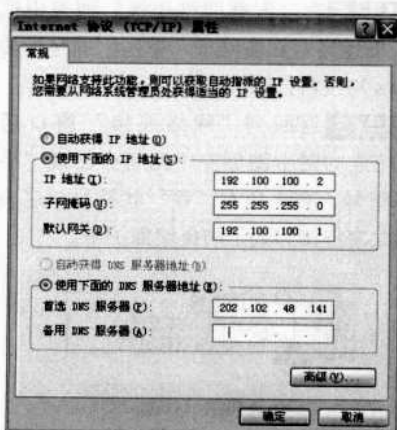 Internet 协议 (TCP/IP) 属性
常规
如果网络支持此功能，则可以获取自动指派的 IP 设置。否则，
您需要从网络系统管理员处获得适当的 IP 设置。
自动获得 IP 地址(O)
使用下面的 IP 地址(S):
IP 地址(I): 192 .100 .100 . 2
子网掩码(U): 255 .255 .255 . 0
默认网关(D): 192 .100 .100 . 1
自动获得 DNS 服务器地址(B)
使用下面的 DNS 服务器地址(E):
首选 DNS 服务器(P): 202 .102 . 48 .141
备用 DNS 服务器(A): . . .
高级(V)...
确定 取消